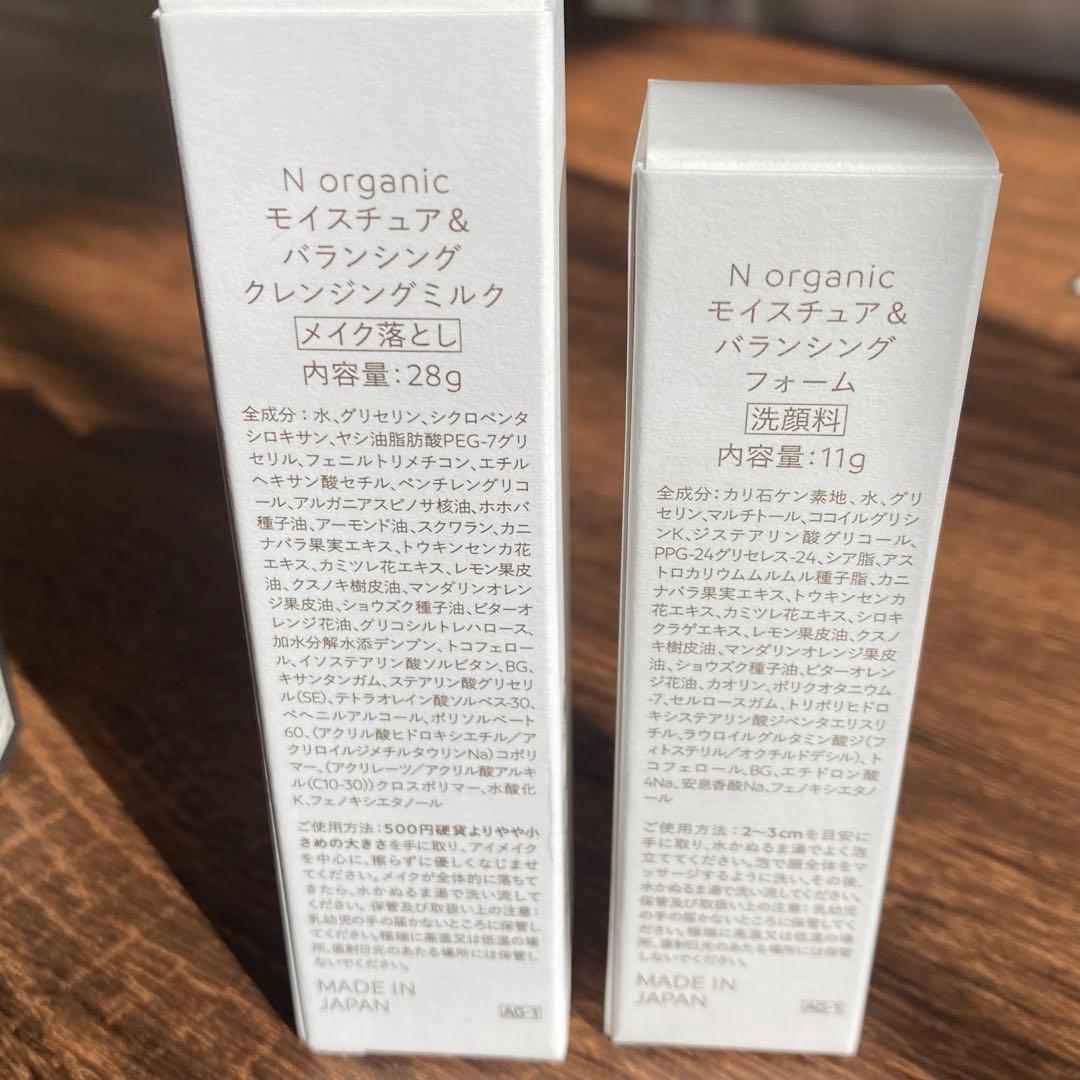 N organic
モイスチュア&
バランシング
クレンジングミルク
メイク落とし
内容量:28g
全成分:水、グリセリン、シクロペンタ
シロキサン、ヤシ油脂肪酸PEG-7グリ
セリル、フェニルトリメチコン、エチル
ヘキサン酸セチル、ペンチレングリコ
ール、アルガニアスピノサ核油、ホホバ
種子油、アーモンド油、スクワラン、カニ
ナバラ果実エキス、トウキンセンカ花
エキス、カミツレ花エキス、レモン果皮
油、クスノキ樹皮油、マンダリンオレン
ジ果皮油、ショウズク種子油、ビターオ
レンジ花油、グリコシルトレハロース、
加水分解水添デンプン、トコフェロー
ル、イソステアリン酸ソルビタン、BG、
キサンタンガム、ステアリン酸グリセリ
ル(SE)、テトラオレイン酸ソルベス-30、
ベヘニルアルコール、ポリソルベート
60、(アクリル酸ヒドロキシエチル/ア
クリロイルジメチルタウリンNa)コポリ
マー、(アクリレーツ/アクリル酸アルキ
ル(C10-30))クロスポリマー、水酸化
K、フェノキシエタノール
ご使用方法:500円硬貨よりやや小
さめの大きさを手に取り、アイメイク
を中心に、擦らずに優しくなじませ
てください。メイクが全体的に落ちて
きたら、水かぬるま湯で洗い流して
ください。保管及び取扱い上の注意:
乳幼児の手の届かないところに保管し
てください。極端に高温又は低温の場
所、直射日光のあたる場所には保管し
ないでください。
MADE IN
JAPAN
AG-1
N organic
モイスチュア&
バランシング
フォーム
洗顔料
内容量:11g
全成分:カリ石ケン素地、水、グリ
セリン、マルチトール、ココイルグリシ
ンK、ジステアリン酸グリコール、
PPG-24グリセレス-24、シア脂、アス
トロカリウムムルムル種子脂、カニ
ナバラ果実エキス、トウキンセンカ
花エキス、カミツレ花エキス、シロキ
クラゲエキス、レモン果皮油、クスノ
キ樹皮油、マンダリンオレンジ果皮
油、ショウズク種子油、ビターオレン
ジ花油、カオリン、ポリクオタニウム
-7、セルロースガム、トリポリヒドロ
キシステアリン酸ジペンタエリスリ
チル、ラウロイルグルタミン酸ジ(フ
ィトステリル/オクチルドデシル)、ト
コフェロール、BG、エチドロン酸
4Na、安息香酸Na、フェノキシエタノ
ール
ご使用方法:2〜3cmを目安に
手に取り、水かぬるま湯でよく泡
立ててください。泡で顔全体をマ
ッサージするように洗い、その後、
水かぬるま湯で洗い流してください。
保管及び取扱い上の注意:乳幼児
の手の届かないところに保管して
ください。極端に高温又は低温の場
所、直射日光のあたる場所には保管
しないでください。
MADE IN
JAPAN
AG-1